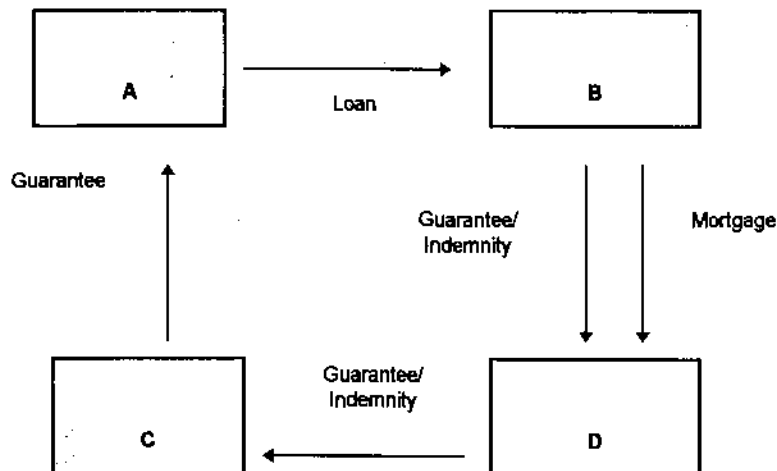 A
B
Loan
Guarantee
Guarantee/
Indemnity
Mortgage
Guarantee/
Indemnity
C
D